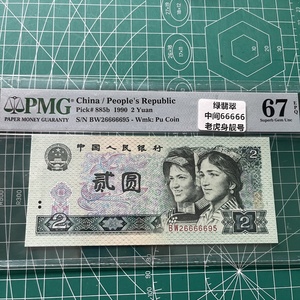 PMG
PAPER MONEY GUARANTY
China / People's Republic
Pick# 885b 1990 2 Yuan
S/N BW26666695 - Wmk: Pu Coin
绿翡翠
中间66666
老虎身靓号
67 EPQ
Superb Gem Unc
中国人民银行
贰圆
2
2
BW26666695